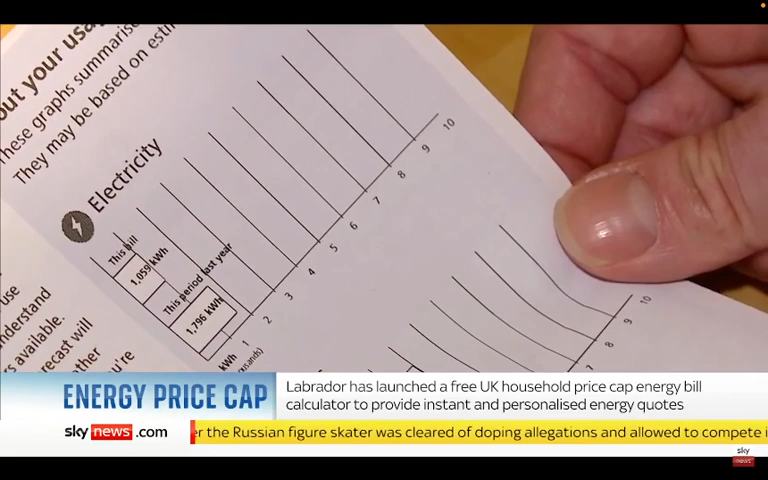 out your usa
These graphs summarise
They may be based on esti
Electricity
This bill
1,059 kWh
This period last year
1,796 kWh
kWh
1
2
3
4
5
6
7
8
9
10
7
8
9
10
use
nderstand
s available.
recast will
ther
u're
ENERGY PRICE CAP
Labrador has launched a free UK household price cap energy bill
calculator to provide instant and personalised energy quotes
sky news.com
er the Russian figure skater was cleared of doping allegations and allowed to compete i
sky
news